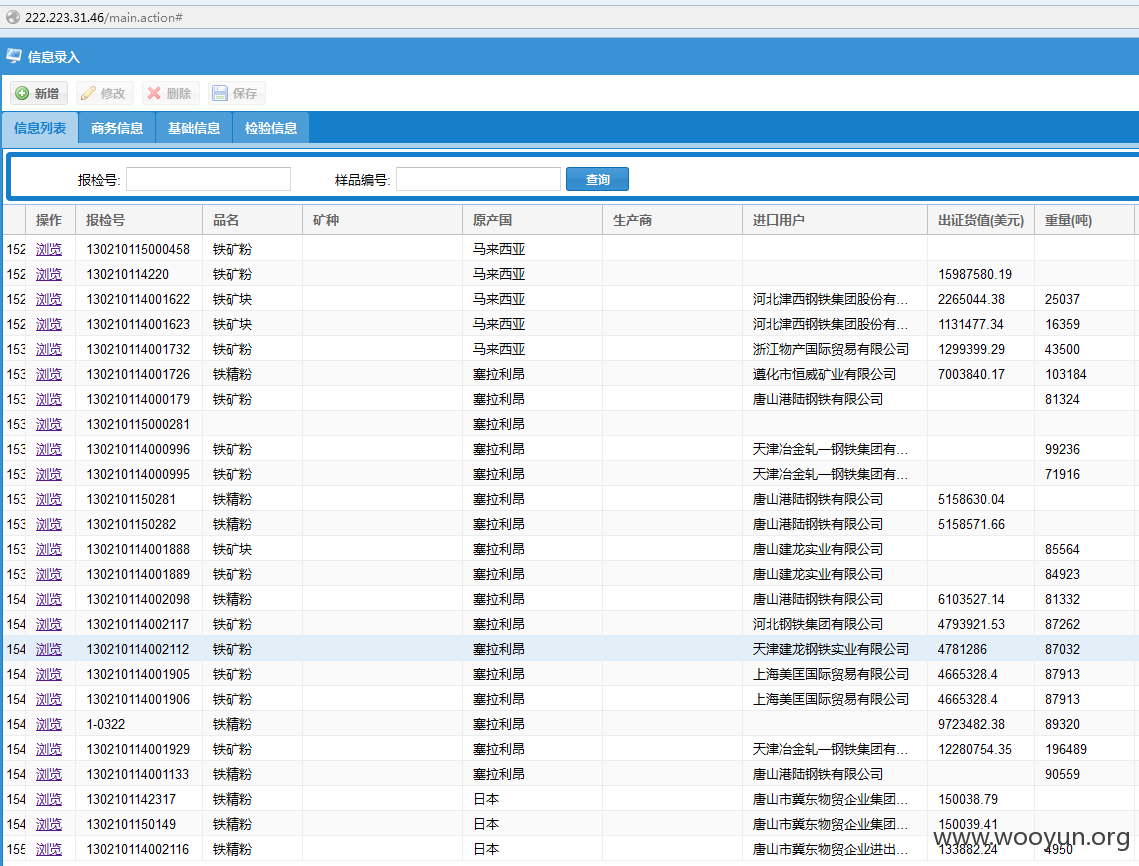 222.223.31.46/main.action#
信息录入
新增 修改 删除 保存
信息列表 商务信息 基础信息 检验信息
报检号: 样品编号: 查询
操作 报检号 品名 矿种 原产国 生产商 进口用户 出证货值(美元) 重量(吨)
152 浏览 130210115000458 铁矿粉 马来西亚
152 浏览 130210114220 铁矿粉 马来西亚 15987580.19
152 浏览 130210114001622 铁矿块 马来西亚 河北津西钢铁集团股份有... 2265044.38 25037
152 浏览 130210114001623 铁矿块 马来西亚 河北津西钢铁集团股份有... 1131477.34 16359
153 浏览 130210114001732 铁矿粉 马来西亚 浙江物产国际贸易有限公司 1299399.29 43500
153 浏览 130210114001726 铁精粉 塞拉利昂 遵化市恒威矿业有限公司 7003840.17 103184
153 浏览 130210114000179 铁矿粉 塞拉利昂 唐山港陆钢铁有限公司 81324
153 浏览 130210115000281 塞拉利昂
153 浏览 130210114000996 铁矿粉 塞拉利昂 天津冶金轧一钢铁集团有... 99236
153 浏览 130210114000995 铁矿粉 塞拉利昂 天津冶金轧一钢铁集团有... 71916
153 浏览 1302101150281 铁精粉 塞拉利昂 唐山港陆钢铁有限公司 5158630.04
153 浏览 1302101150282 铁精粉 塞拉利昂 唐山港陆钢铁有限公司 5158571.66
153 浏览 130210114001888 铁矿块 塞拉利昂 唐山建龙实业有限公司 85564
153 浏览 130210114001889 铁矿粉 塞拉利昂 唐山建龙实业有限公司 84923
154 浏览 130210114002098 铁精粉 塞拉利昂 唐山港陆钢铁有限公司 6103527.14 81332
154 浏览 130210114002117 铁矿粉 塞拉利昂 河北钢铁集团有限公司 4793921.53 87262
154 浏览 130210114002112 铁矿粉 塞拉利昂 天津建龙钢铁实业有限公司 4781286 87032
154 浏览 130210114001905 铁矿粉 塞拉利昂 上海美匡国际贸易有限公司 4665328.4 87913
154 浏览 130210114001906 铁矿粉 塞拉利昂 上海美匡国际贸易有限公司 4665328.4 87913
154 浏览 1-0322 铁精粉 塞拉利昂 9723482.38 89320
154 浏览 130210114001929 铁矿粉 塞拉利昂 天津冶金轧一钢铁集团有... 12280754.35 196489
154 浏览 130210114001133 铁精粉 塞拉利昂 唐山港陆钢铁有限公司 90559
154 浏览 1302101142317 铁精粉 日本 唐山市冀东物贸企业集团... 150038.79
154 浏览 1302101150149 铁精粉 日本 唐山市冀东物贸企业集团... 150039.41
155 浏览 130210114002116 铁精粉 日本 唐山市冀东物贸企业进出... 133882.24 4950
www.wooyun.org